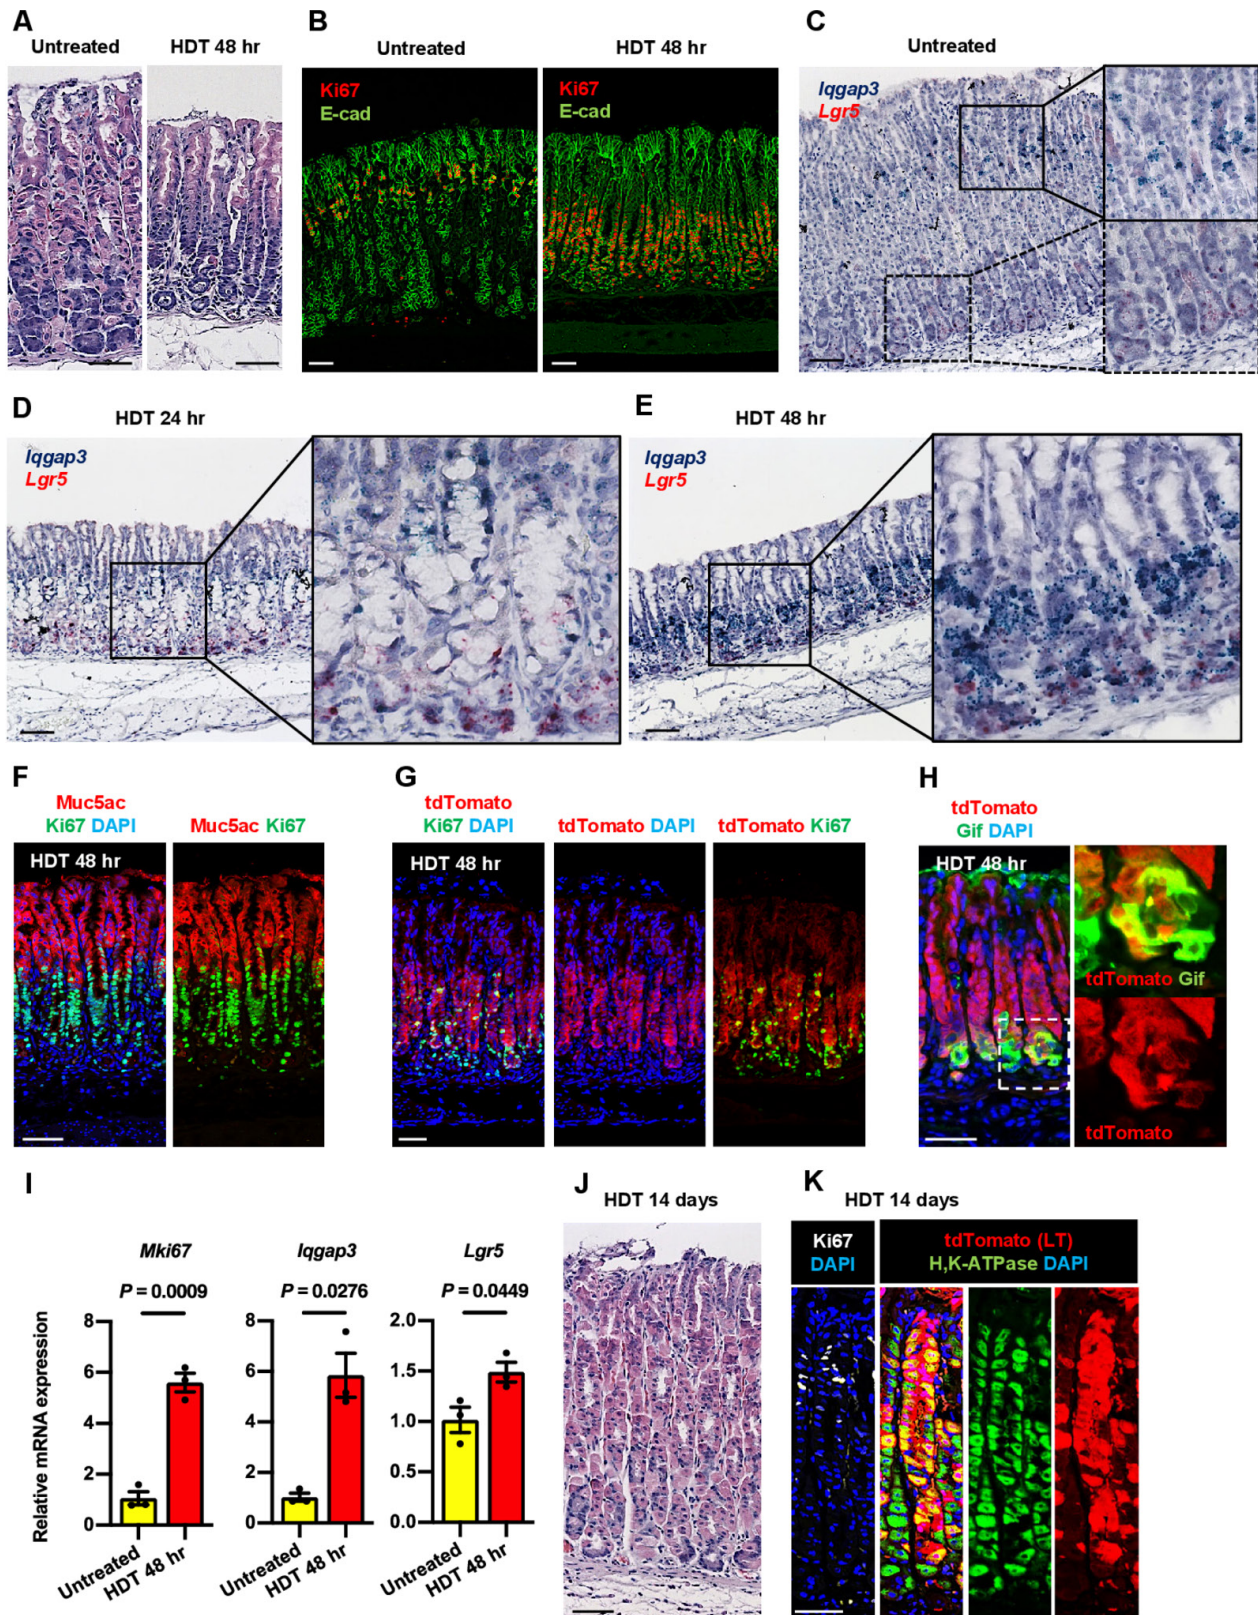 A
Untreated
HDT 48 hr
B
Untreated
HDT 48 hr
Ki67
E-cad
Ki67
E-cad
C
Untreated
Iqgap3
Lgr5
D
HDT 24 hr
Iqgap3
Lgr5
E
HDT 48 hr
Iqgap3
Lgr5
F
Muc5ac
Ki67 DAPI
Muc5ac Ki67
HDT 48 hr
G
tdTomato
Ki67 DAPI
tdTomato DAPI
tdTomato Ki67
HDT 48 hr
H
tdTomato
Gif DAPI
HDT 48 hr
tdTomato Gif
tdTomato
I
Relative mRNA expression
Mki67
P = 0.0009
8
6
4
2
0
Untreated
HDT 48 hr
Iqgap3
P = 0.0276
8
6
4
2
0
Untreated
HDT 48 hr
Lgr5
P = 0.0449
2.0
1.5
1.0
0.5
0.0
Untreated
HDT 48 hr
J
HDT 14 days
K
HDT 14 days
Ki67
DAPI
tdTomato (LT)
H,K-ATPase DAPI